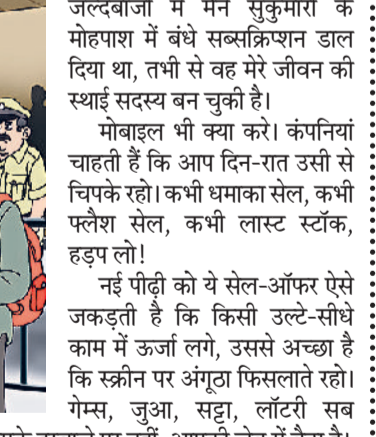 जल्दबाजी में मैंने सुकुमारी के
मोहपाश में बंधे सब्सक्रिप्शन डाल
दिया था, तभी से वह मेरे जीवन की
स्थाई सदस्य बन चुकी है।
मोबाइल भी क्या करे। कंपनियां
चाहती हैं कि आप दिन-रात उसी से
चिपके रहो। कभी धमाका सेल, कभी
फ्लैश सेल, कभी लास्ट स्टॉक,
हड़प लो!
नई पीढ़ी को ये सेल-ऑफर ऐसे
जकड़ती है कि किसी उल्टे-सीधे
काम में ऊर्जा लगे, उससे अच्छा है
कि स्क्रीन पर अंगूठा फिसलाते रहो।
गेम्स, जुआ, सट्टा, लॉटरी सब